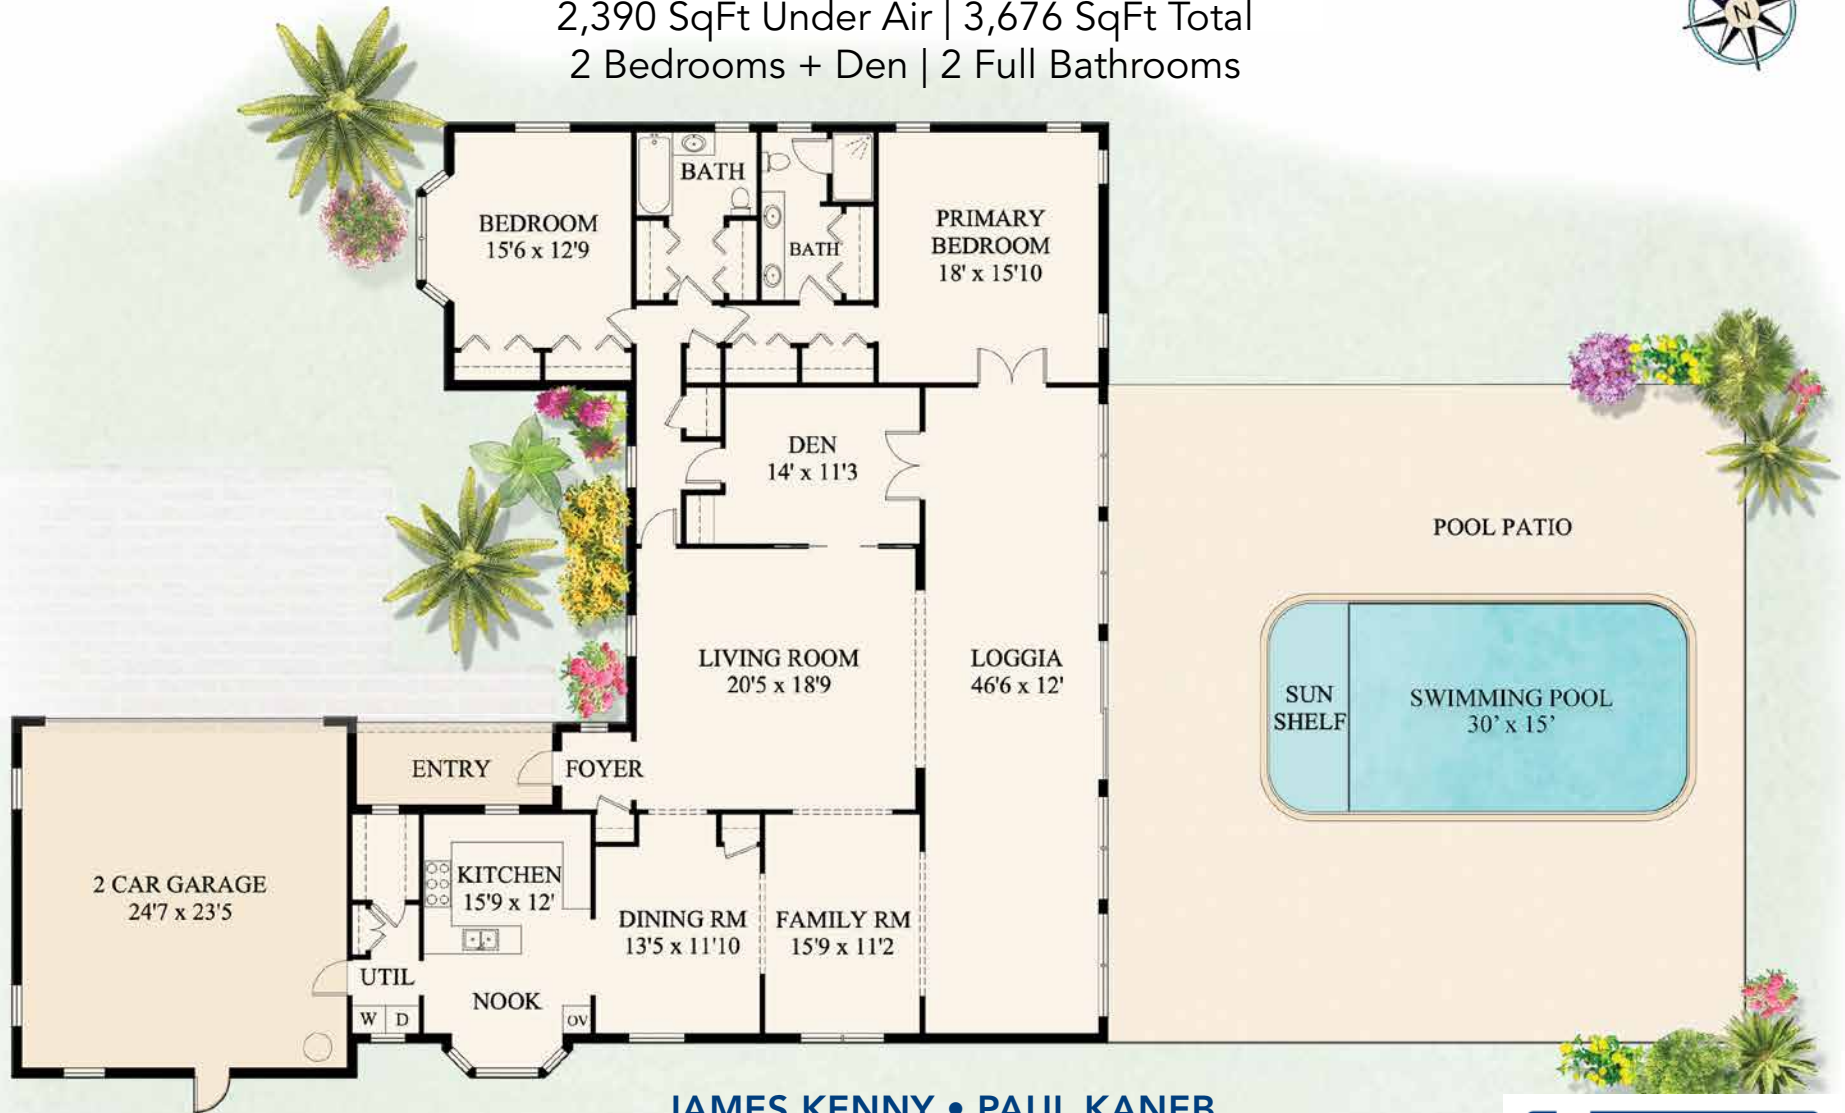 2,390 SqFt Under Air | 3,676 SqFt Total
2 Bedrooms + Den | 2 Full Bathrooms
N
BEDROOM
15'6 x 12'9
BATH
BATH
PRIMARY
BEDROOM
18' x 15'10
DEN
14' x 11'3
POOL PATIO
LIVING ROOM
20'5 x 18'9
LOGGIA
46'6 x 12'
SUN
SHELF
SWIMMING POOL
30’ x 15’
ENTRY
FOYER
2 CAR GARAGE
24'7 x 23'5
KITCHEN
15'9 x 12'
DINING RM
13'5 x 11'10
FAMILY RM
15'9 x 11'2
UTIL
NOOK
W D
OV
JAMES KENNY • PAUL KANEB